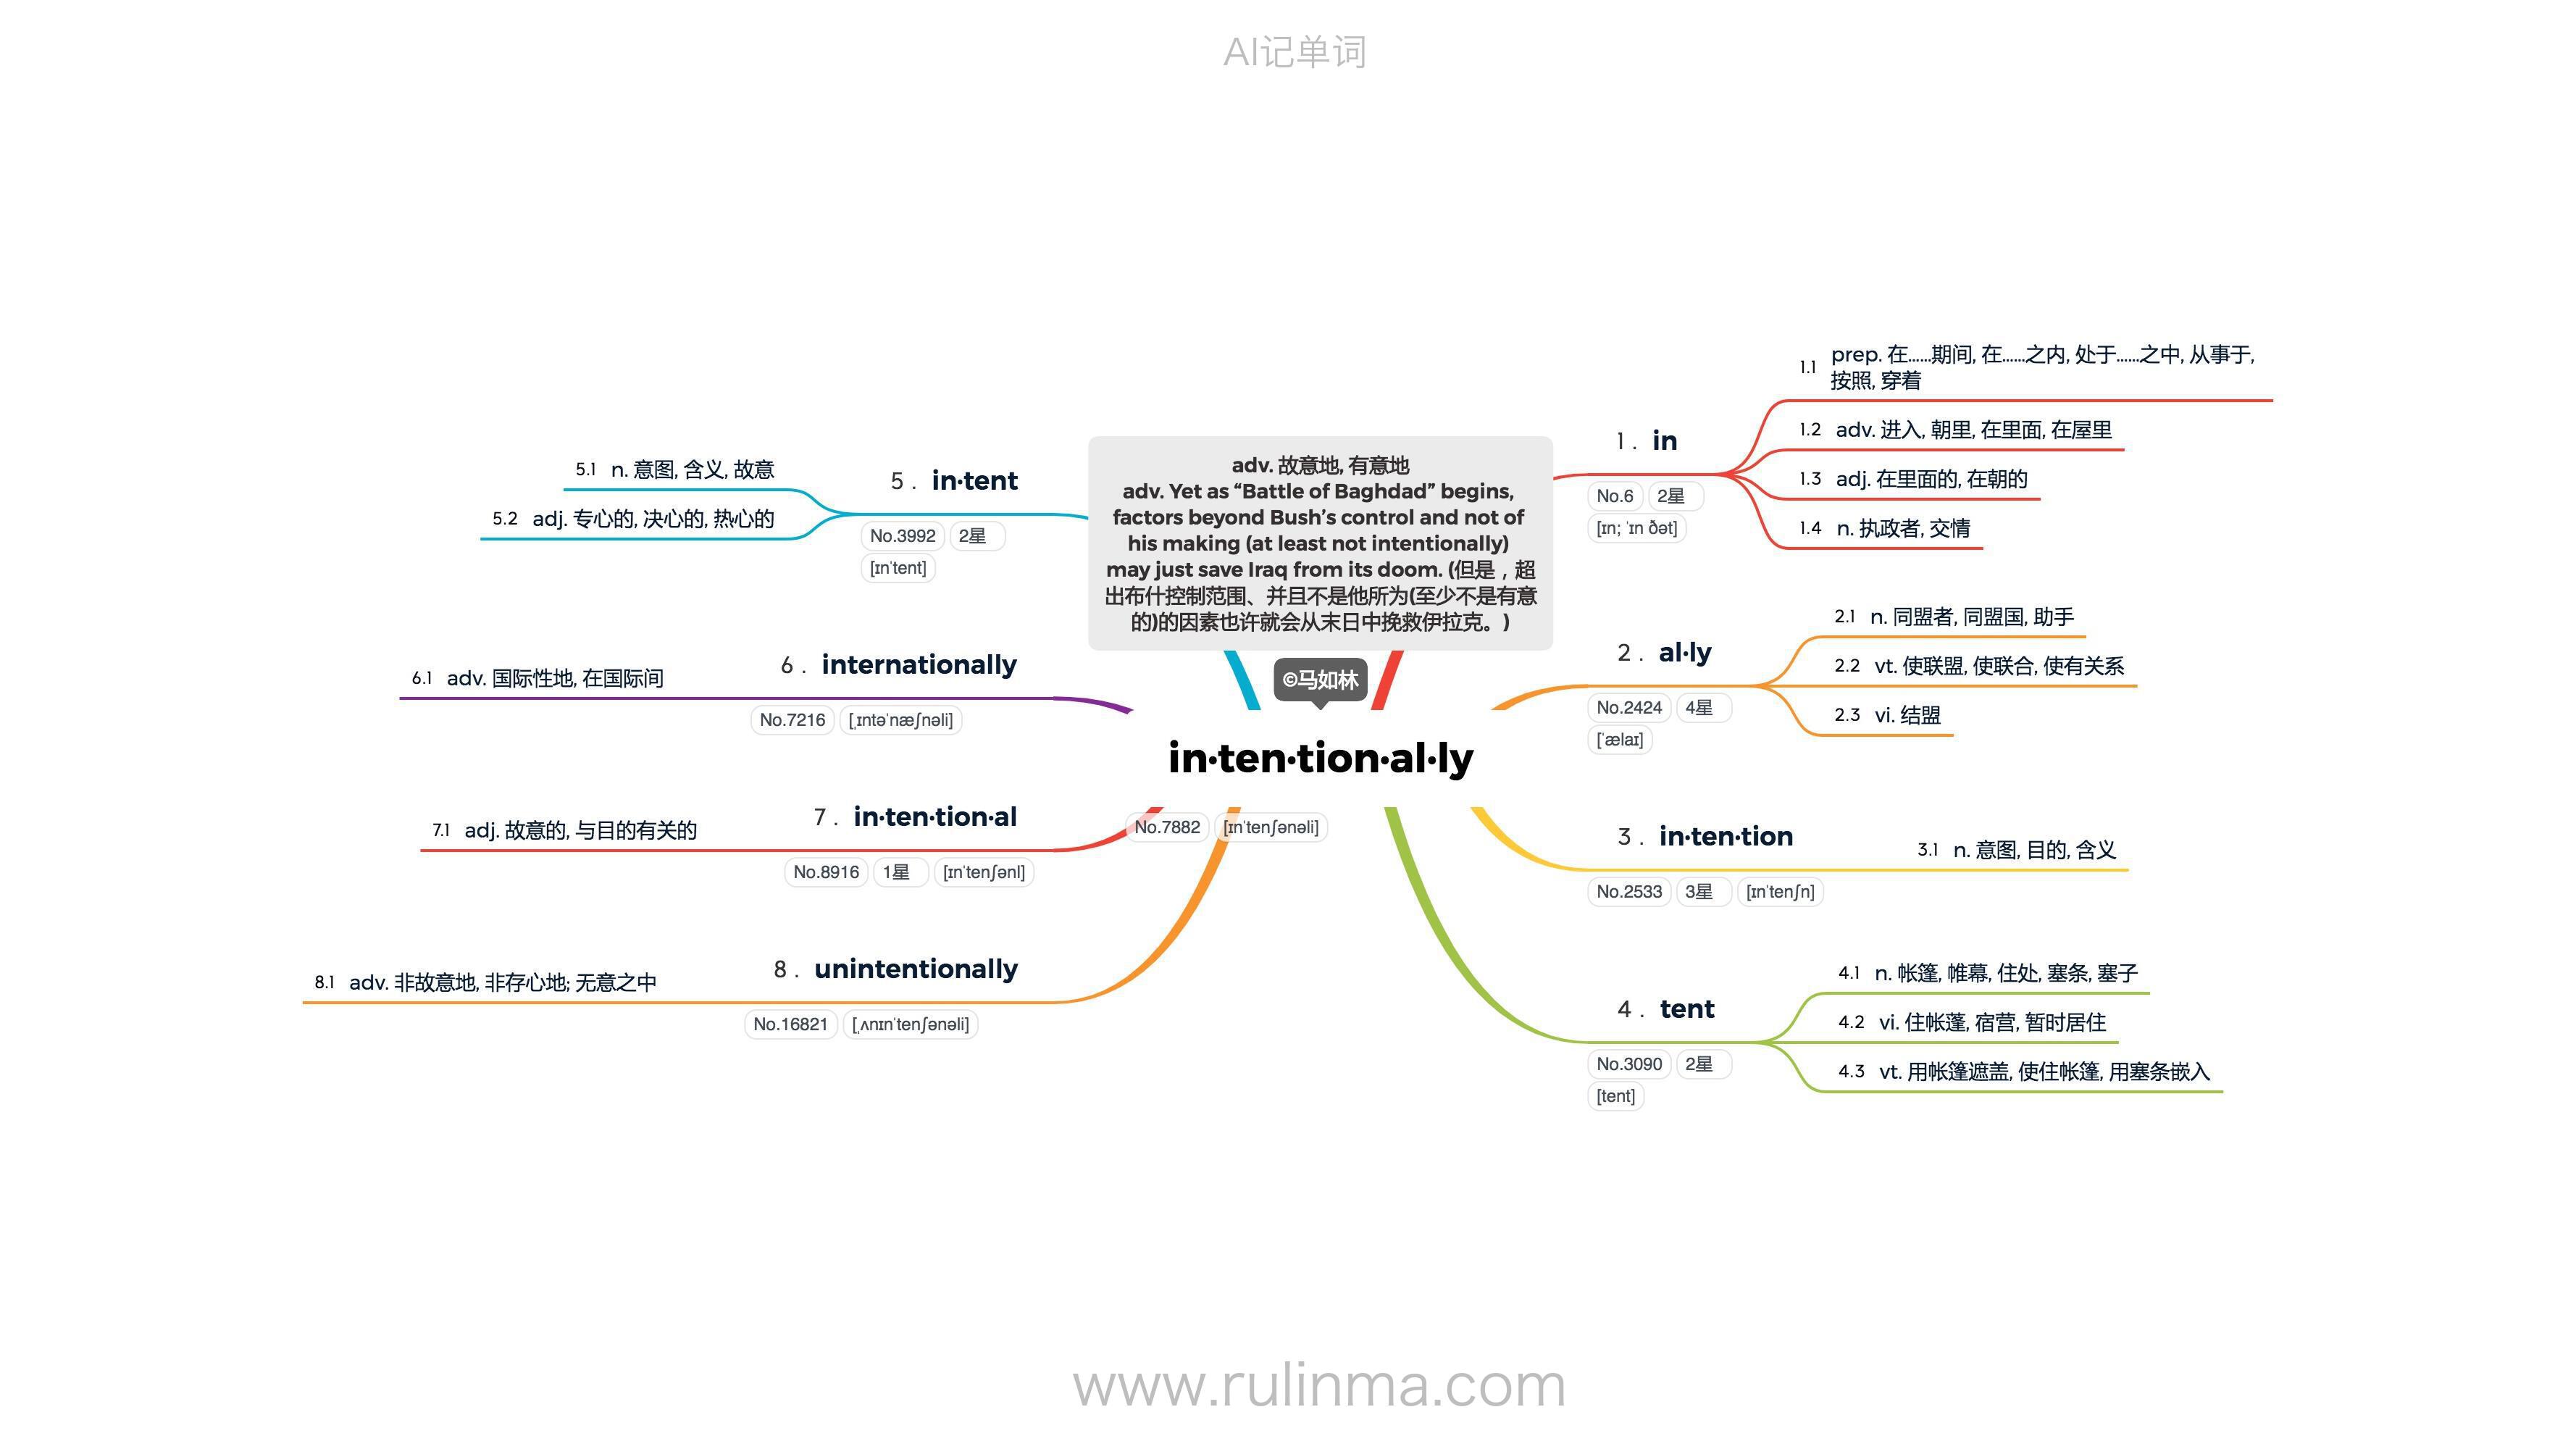 AI记单词
adv. 故意地, 有意地
adv. Yet as “Battle of Baghdad” begins,
factors beyond Bush’s control and not of
his making (at least not intentionally)
may just save Iraq from its doom. (但是，超
出布什控制范围、并且不是他所为(至少不是有意
的)的因素也许就会从末日中挽救伊拉克。)
©马如林
in·ten·tion·al·ly
No.7882 [ɪnˈtenʃənəli]
1. in
No.6 2星
[ɪn; ˈɪn ðət]
1.1 prep. 在……期间, 在……之内, 处于……之中, 从事于,
按照, 穿着
1.2 adv. 进入, 朝里, 在里面, 在屋里
1.3 adj. 在里面的, 在朝的
1.4 n. 执政者, 交情
2. al·ly
No.2424 4星
[ˈælaɪ]
2.1 n. 同盟者, 同盟国, 助手
2.2 vt. 使联盟, 使联合, 使有关系
2.3 vi. 结盟
3. in·ten·tion
No.2533 3星 [ɪnˈtenʃn]
3.1 n. 意图, 目的, 含义
4. tent
No.3090 2星
[tent]
4.1 n. 帐篷, 帷幕, 住处, 塞条, 塞子
4.2 vi. 住帐蓬, 宿营, 暂时居住
4.3 vt. 用帐篷遮盖, 使住帐篷, 用塞条嵌入
5. in·tent
No.3992 2星
[ɪnˈtent]
5.1 n. 意图, 含义, 故意
5.2 adj. 专心的, 决心的, 热心的
6. internationally
No.7216 [ˌɪntəˈnæʃnəli]
6.1 adv. 国际性地, 在国际间
7. in·ten·tion·al
No.8916 1星 [ɪnˈtenʃənl]
7.1 adj. 故意的, 与目的有关的
8. unintentionally
No.16821 [ˌʌnɪnˈtenʃənəli]
8.1 adv. 非故意地, 非存心地; 无意之中
www.rulinma.com